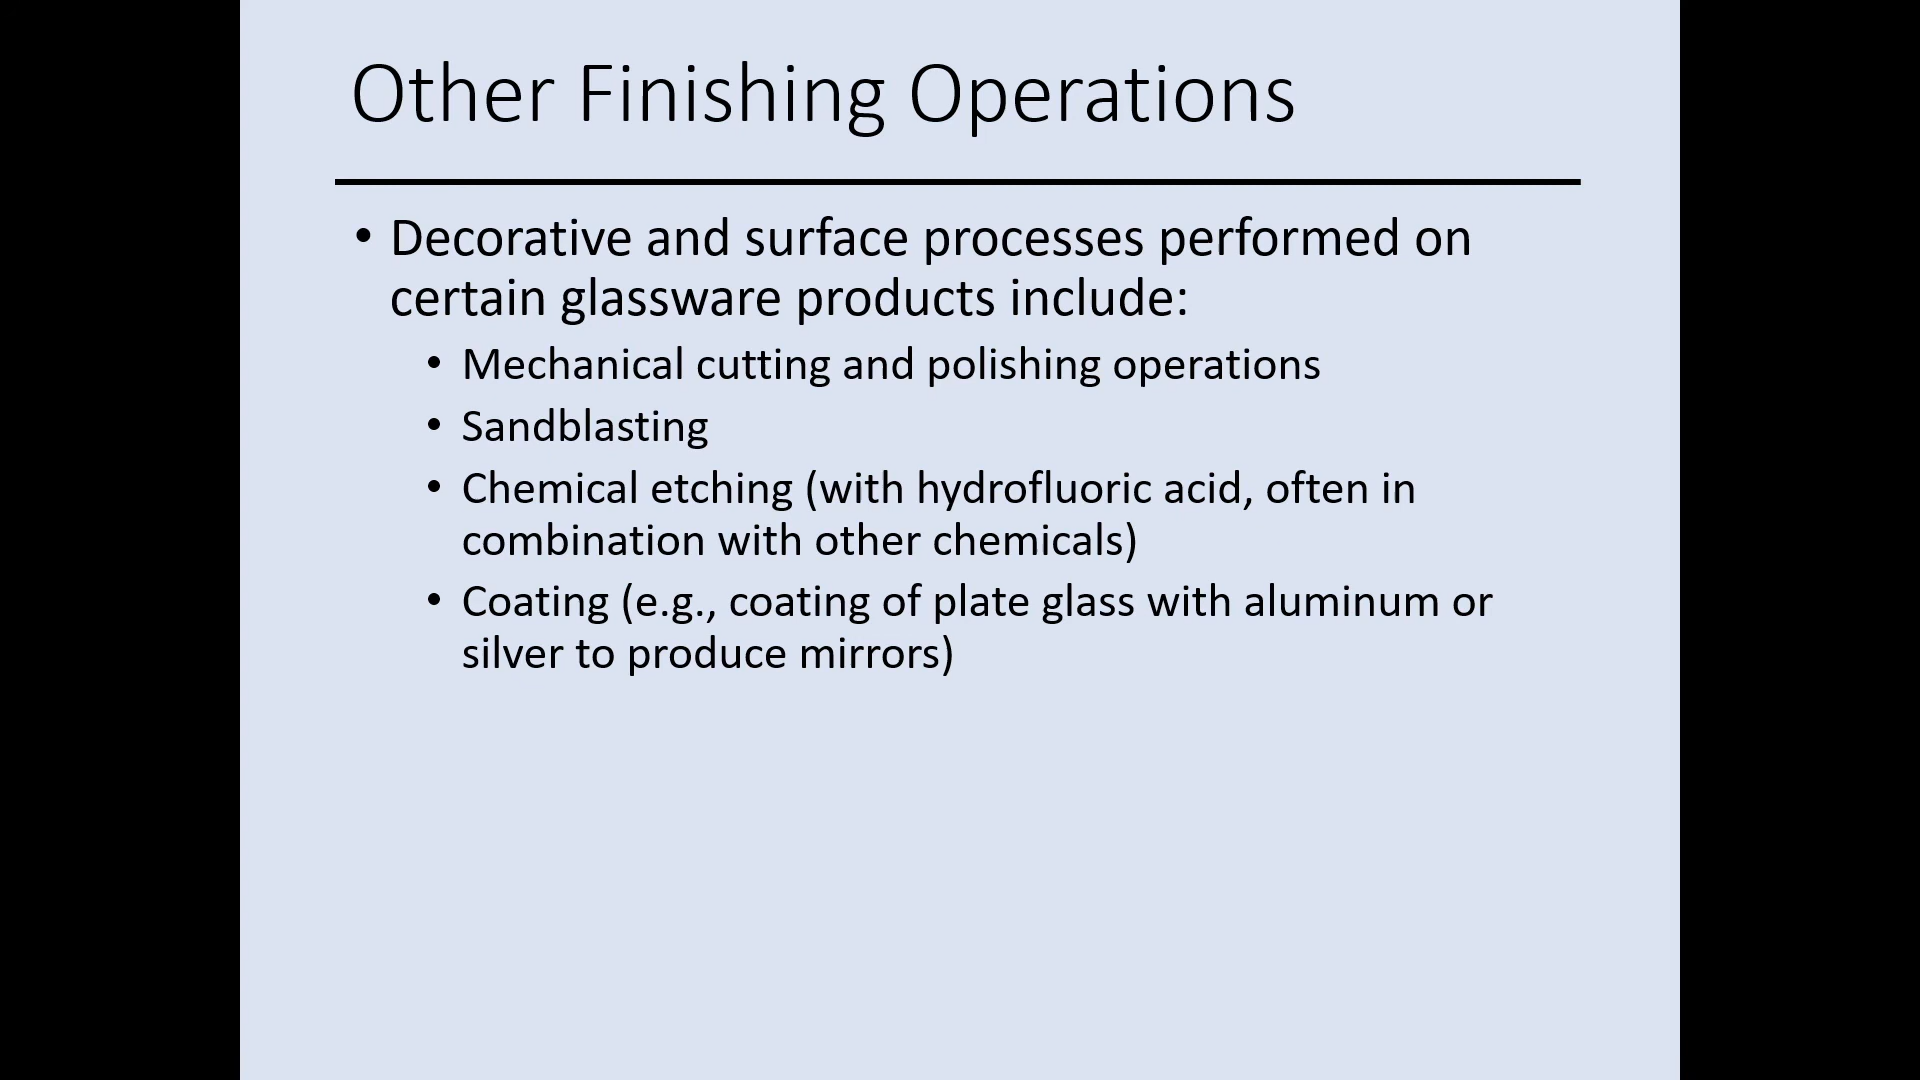 Other Finishing Operations
• Decorative and surface processes performed on
certain glassware products include:
• Mechanical cutting and polishing operations
• Sandblasting
• Chemical etching (with hydrofluoric acid, often in
combination with other chemicals)
• Coating (e.g., coating of plate glass with aluminum or
silver to produce mirrors)